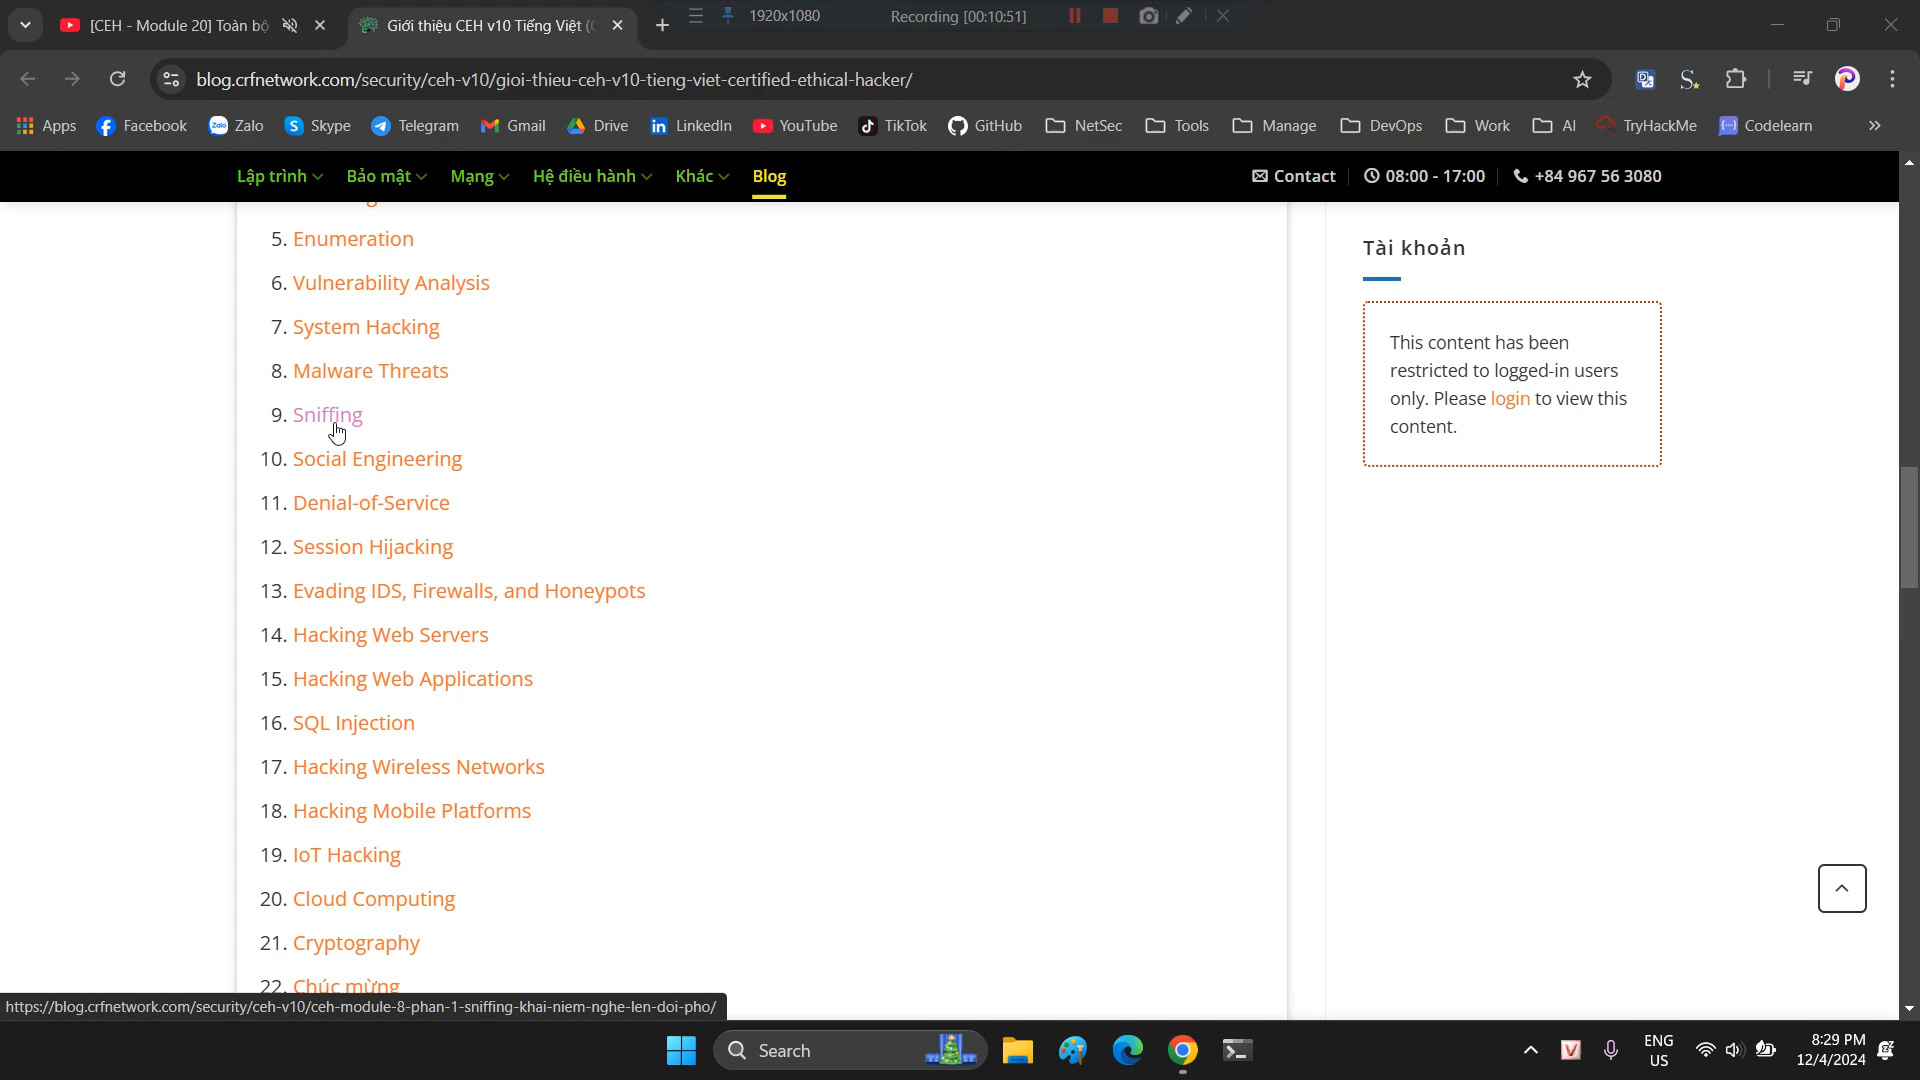 [CEH - Module 20] Toàn bộ
Giới thiệu CEH v10 Tiếng Việt (
1920x1080
Recording [00:10:51]
blog.crfnetwork.com/security/ceh-v10/gioi-thieu-ceh-v10-tieng-viet-certified-ethical-hacker/
Apps
Facebook
Zalo
Skype
Telegram
Gmail
Drive
LinkedIn
YouTube
TikTok
GitHub
NetSec
Tools
Manage
DevOps
Work
AI
TryHackMe
Codelearn
Lập trình
Bảo mật
Mạng
Hệ điều hành
Khác
Blog
Contact
08:00 - 17:00
+84 967 56 3080
5. Enumeration
6. Vulnerability Analysis
7. System Hacking
8. Malware Threats
9. Sniffing
10. Social Engineering
11. Denial-of-Service
12. Session Hijacking
13. Evading IDS, Firewalls, and Honeypots
14. Hacking Web Servers
15. Hacking Web Applications
16. SQL Injection
17. Hacking Wireless Networks
18. Hacking Mobile Platforms
19. IoT Hacking
20. Cloud Computing
21. Cryptography
22. Chúc mừng
Tài khoản
This content has been
restricted to logged-in users
only. Please login to view this
content.
https://blog.crfnetwork.com/security/ceh-v10/ceh-module-8-phan-1-sniffing-khai-niem-nghe-len-doi-pho/
Search
ENG
US
8:29 PM
12/4/2024